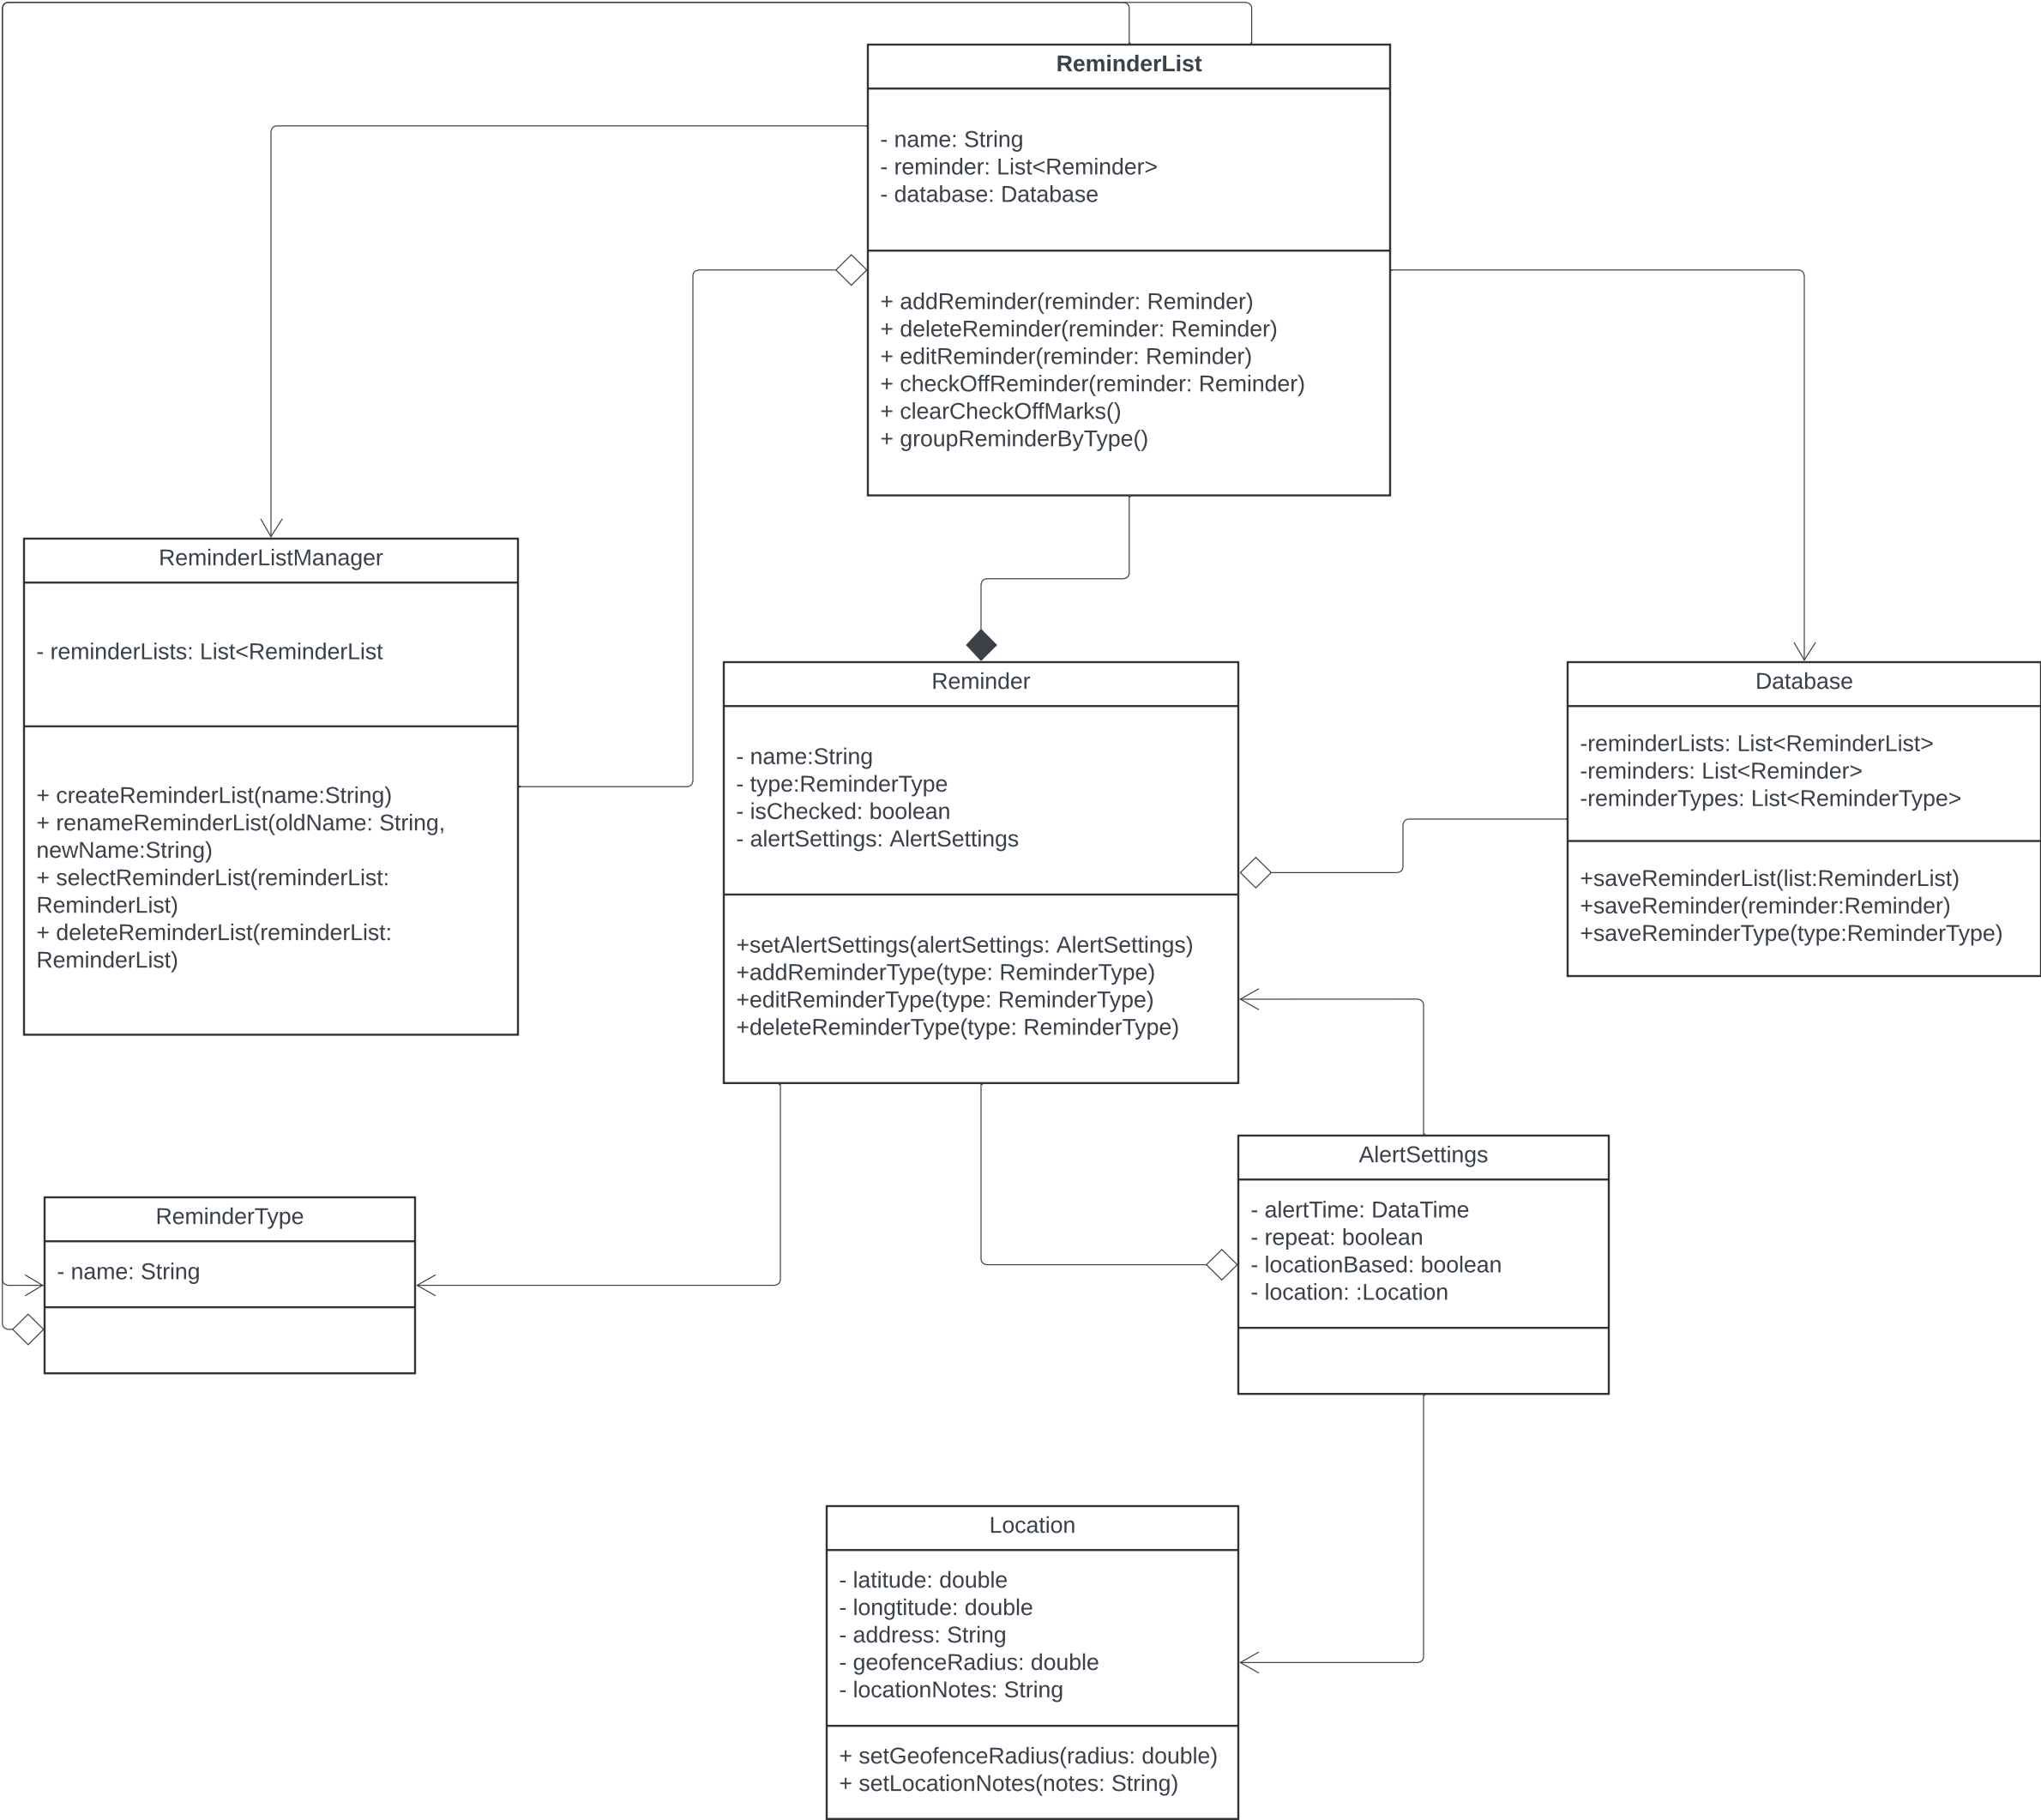 ReminderList
- name: String
- reminder: List<Reminder>
- database: Database
+ addReminder(reminder: Reminder)
+ deleteReminder(reminder: Reminder)
+ editReminder(reminder: Reminder)
+ checkOffReminder(reminder: Reminder)
+ clearCheckOffMarks()
+ groupReminderByType()
ReminderListManager
- reminderLists: List<ReminderList
+ createReminderList(name:String)
+ renameReminderList(oldName: String,
newName:String)
+ selectReminderList(reminderList:
ReminderList)
+ deleteReminderList(reminderList:
ReminderList)
Reminder
- name:String
- type:ReminderType
- isChecked: boolean
- alertSettings: AlertSettings
+setAlertSettings(alertSettings: AlertSettings)
+addReminderType(type: ReminderType)
+editReminderType(type: ReminderType)
+deleteReminderType(type: ReminderType)
Database
-reminderLists: List<ReminderList>
-reminders: List<Reminder>
-reminderTypes: List<ReminderType>
+saveReminderList(list:ReminderList)
+saveReminder(reminder:Reminder)
+saveReminderType(type:ReminderType)
ReminderType
- name: String
AlertSettings
- alertTime: DataTime
- repeat: boolean
- locationBased: boolean
- location: :Location
Location
- latitude: double
- longtitude: double
- address: String
- geofenceRadius: double
- locationNotes: String
+ setGeofenceRadius(radius: double)
+ setLocationNotes(notes: String)